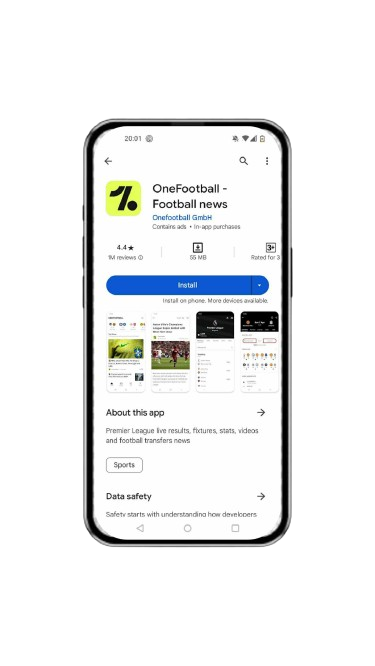 20:01
OneFootball -
Football news
Onefootball GmbH
Contains ads • In-app purchases
4.4★
1M reviews
55 MB
3+
Rated for 3
Install
Install on phone. More devices available.
About this app
Premier League live results, fixtures, stats, videos
and football transfers news
Sports
Data safety
Safety starts with understanding how developers